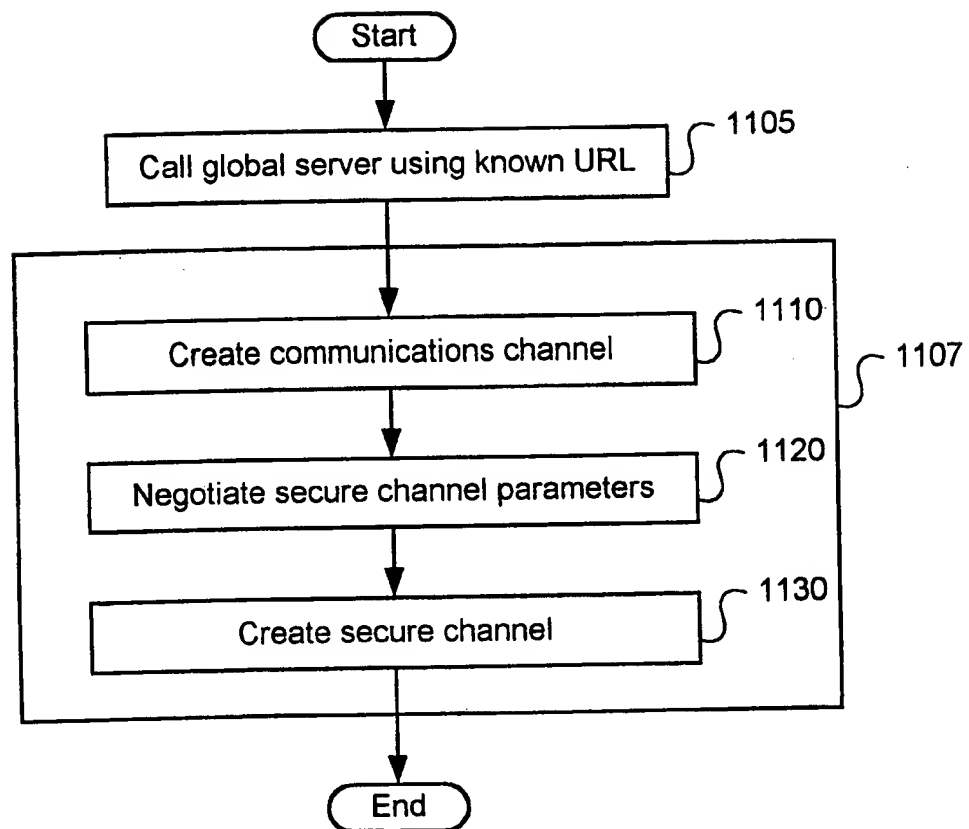 Start
Call global server using known URL
1105
Create communications channel
1110
1107
Negotiate secure channel parameters
1120
Create secure channel
1130
End